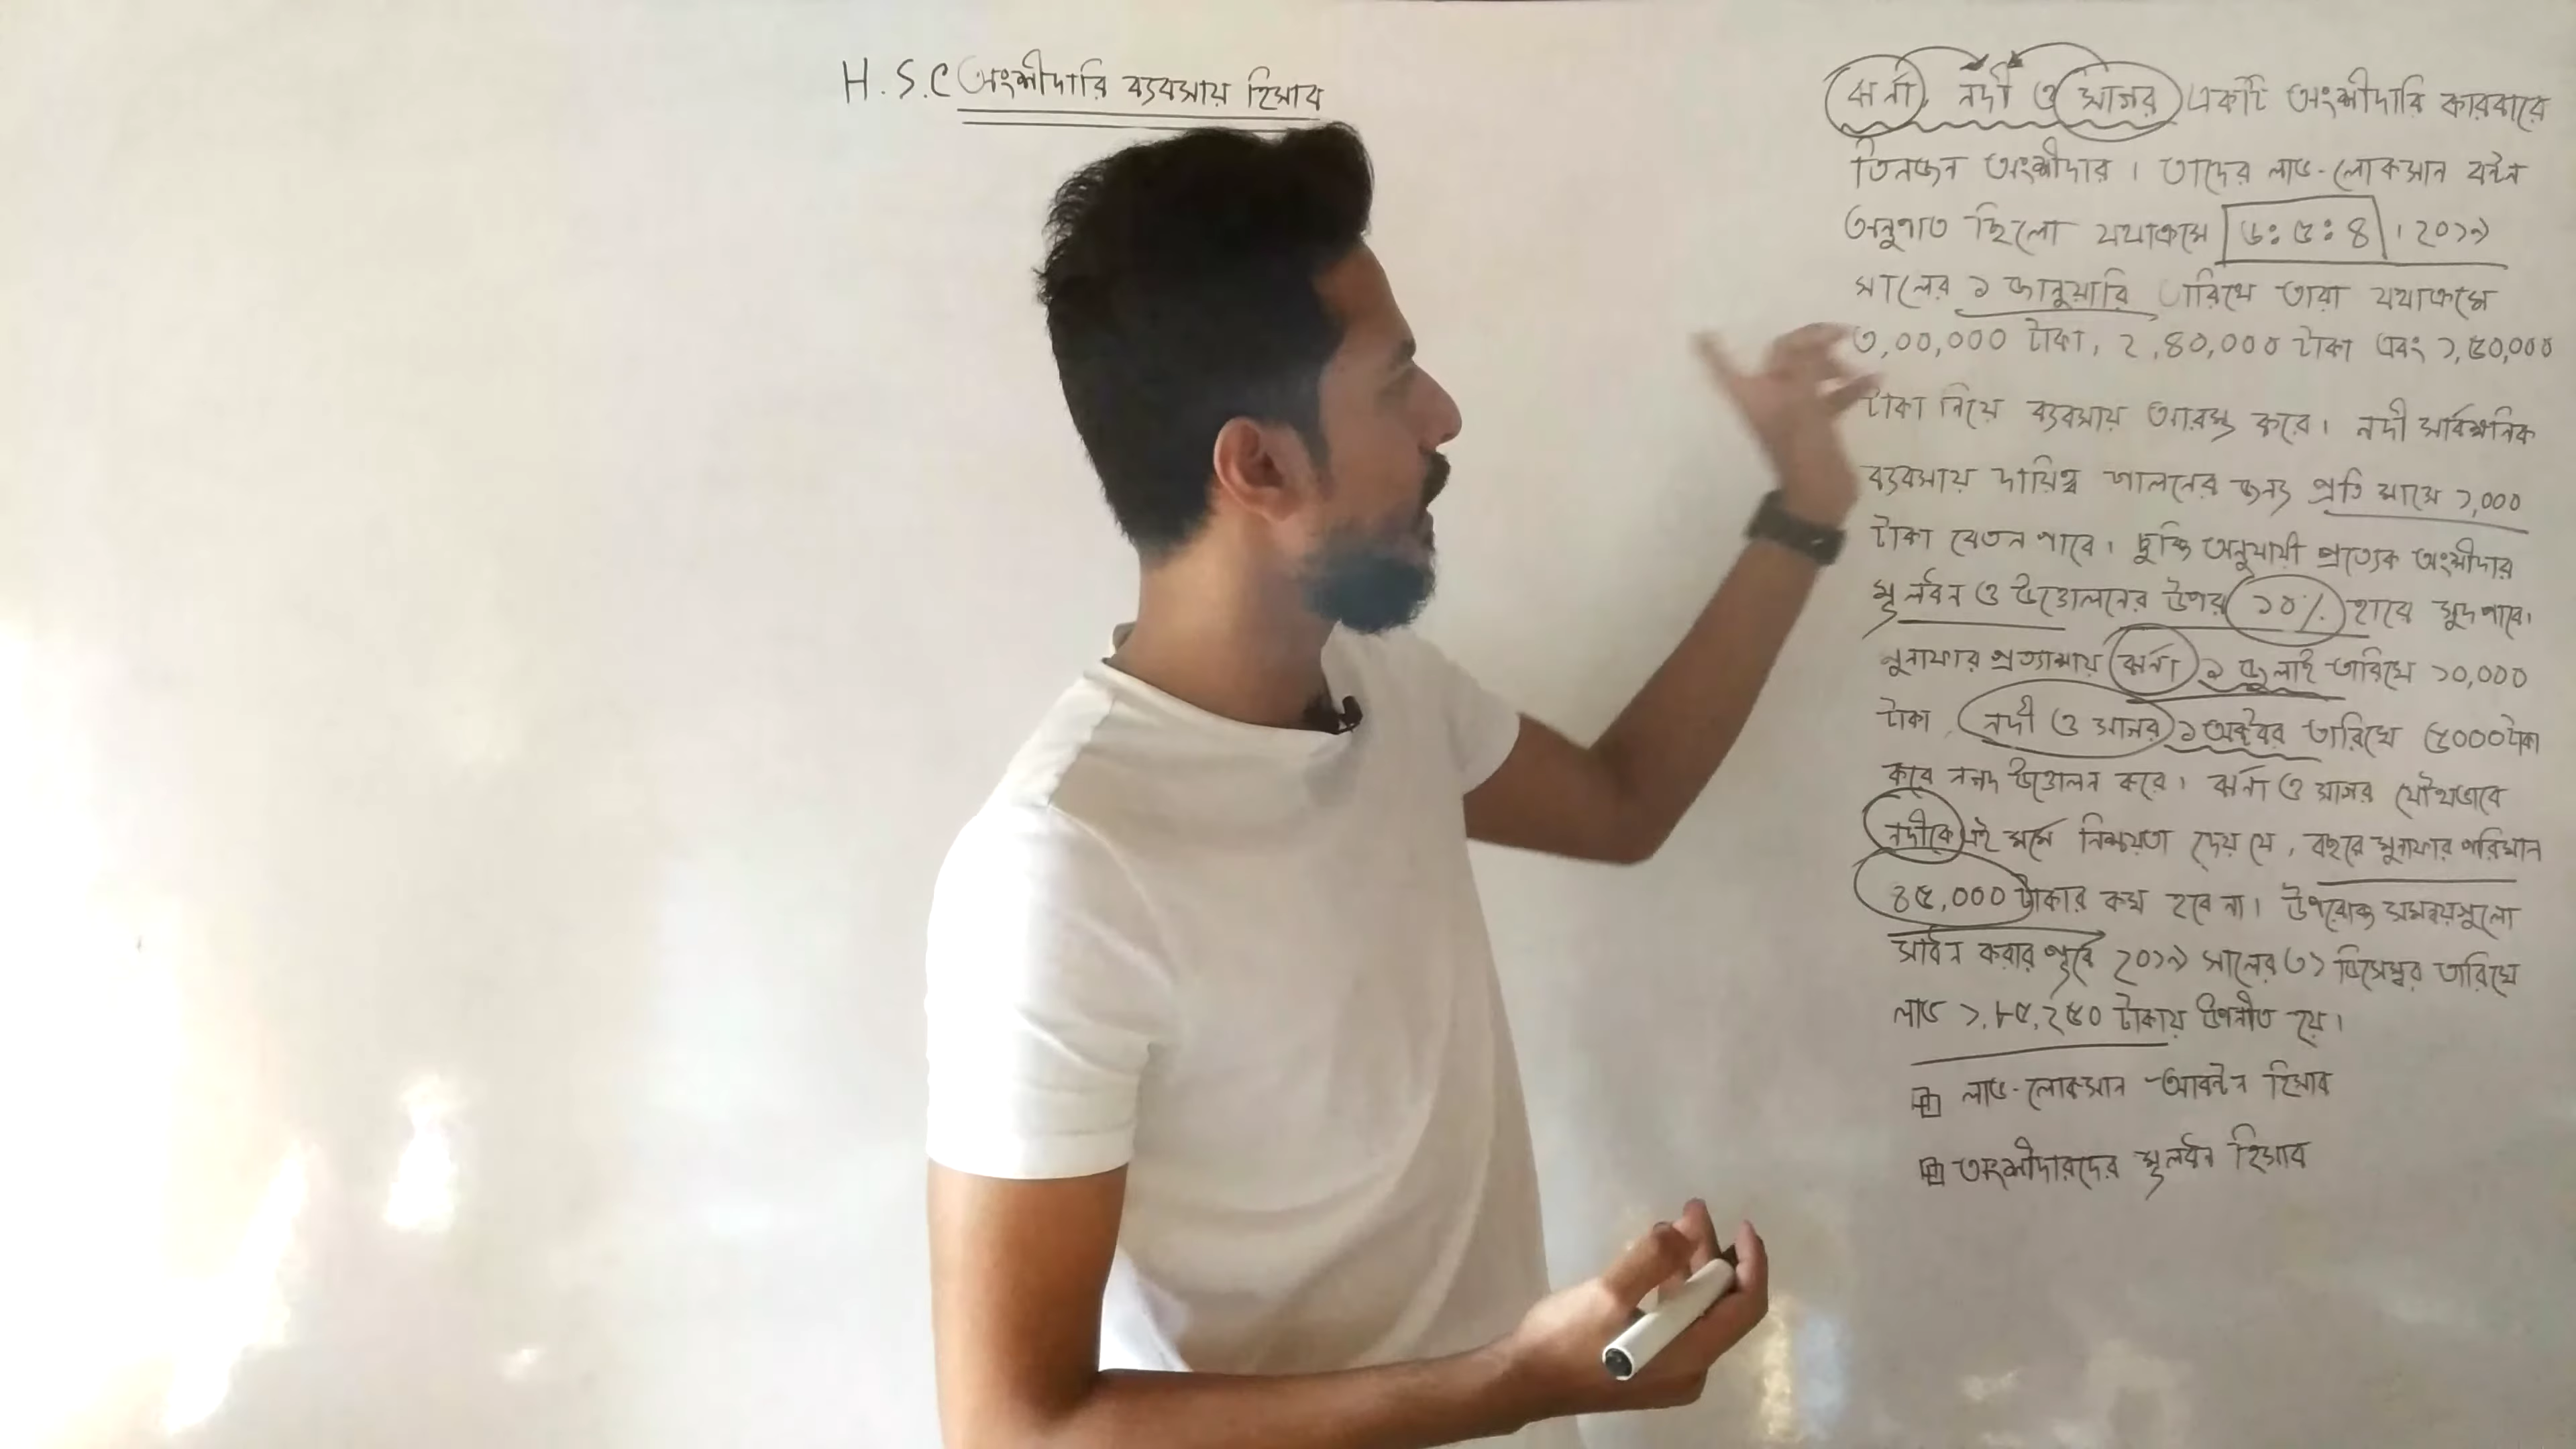 H.S.C অংশীদারি ব্যবসায় হিসাব
ঝর্না, নদী ও সাগর একটি অংশীদারি কারবারে
তিনজন অংশীদার। তাদের লাভ-লোকসান বন্টন
অনুপাত ছিলো যথাক্রমে ৬:৫:৪। ২০১৯
সালের ১ জানুয়ারি তারিখে তারা যথাক্রমে
৩,০০,০০০ টাকা, ২,৪০,০০০ টাকা এবং ১,৫০,০০০
টাকা নিয়ে ব্যবসায় আরম্ভ করে। নদী সার্বক্ষনিক
ব্যবসায় দায়িত্ব পালনের জন্য প্রতি মাসে ১,০০০
টাকা বেতন পাবে। চুক্তি অনুযায়ী প্রত্যেক অংশীদার
মূলধন ও উত্তোলনের উপর ১০% হারে সুদ পাবে।
মুনাফার প্রত্যাশায় ঝর্না ১ জুলাই তারিখে ১০,০০০
টাকা, নদী ও সাগর ১ অক্টবর তারিখে ৫০০০ টাকা
করে নগদ উত্তোলন করে। ঝর্না ও সাগর যৌথভাবে
নদীকে এই মর্মে নিশ্চয়তা দেয় যে, বছরে মুনাফার পরিমান
৪৫,০০০ টাকার কম হবে না। উপরোক্ত সমন্বয়গুলো
সাধন করার পূর্বে ২০১৯ সালের ৩১ ডিসেম্বর তারিখে
লাভ ১,৮৫,২৫০ টাকায় উপনীত হয়।
লাভ-লোকসান আবন্টন হিসাব
অংশীদারদের মূলধন হিসাব